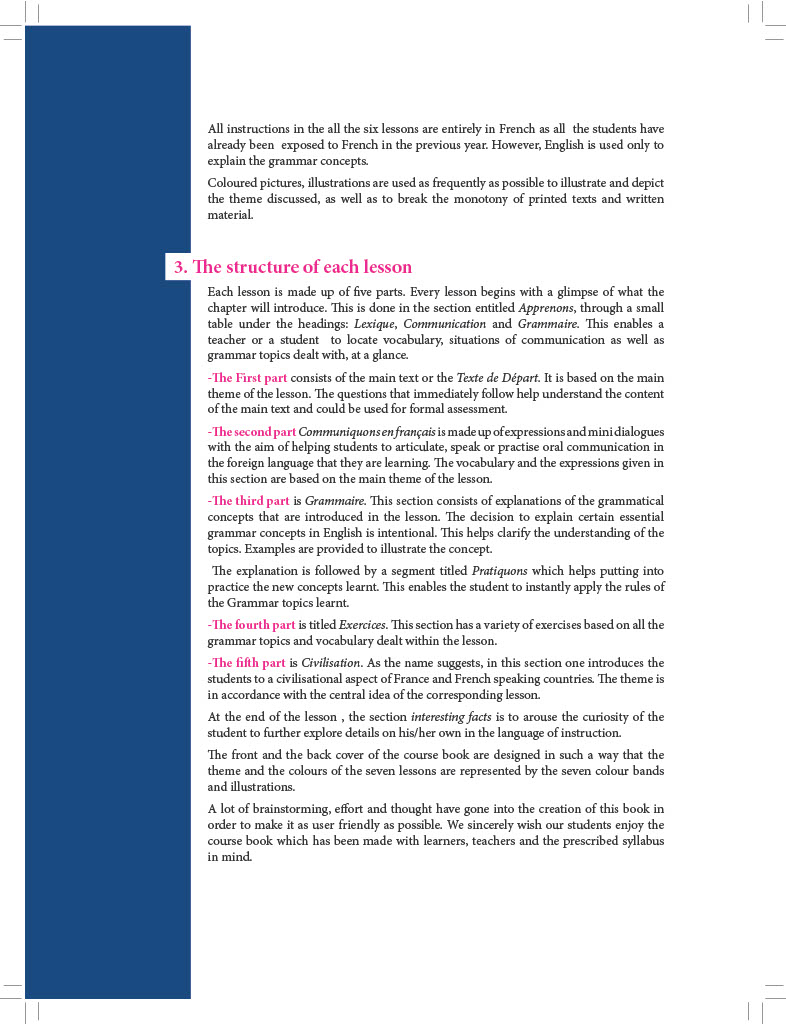 All instructions in the all the six lessons are entirely in French as all  the students have
already been  exposed to French in the previous year. However, English is used only to
explain the grammar concepts.
Coloured pictures, illustrations are used as frequently as possible to illustrate and depict
the theme discussed, as well as to break the monotony of printed texts and written
material.
3. The structure of each lesson
Each lesson is made up of five parts. Every lesson begins with a glimpse of what the
chapter will introduce. This is done in the section entitled Apprenons, through a small
table under the headings: Lexique, Communication and Grammaire. This enables a
teacher or a student  to locate vocabulary, situations of communication as well as
grammar topics dealt with, at a glance.
-The First part consists of the main text or the Texte de Départ. It is based on the main
theme of the lesson. The questions that immediately follow help understand the content
of the main text and could be used for formal assessment.
-The second part Communiquons en français is made up of expressions and mini dialogues
with the aim of helping students to articulate, speak or practise oral communication in
the foreign language that they are learning. The vocabulary and the expressions given in
this section are based on the main theme of the lesson.
-The third part is Grammaire. This section consists of explanations of the grammatical
concepts that are introduced in the lesson. The decision to explain certain essential
grammar concepts in English is intentional. This helps clarify the understanding of the
topics. Examples are provided to illustrate the concept.
The explanation is followed by a segment titled Pratiquons which helps putting into
practice the new concepts learnt. This enables the student to instantly apply the rules of
the Grammar topics learnt.
-The fourth part is titled Exercices. This section has a variety of exercises based on all the
grammar topics and vocabulary dealt within the lesson.
-The fifth part is Civilisation. As the name suggests, in this section one introduces the
students to a civilisational aspect of France and French speaking countries. The theme is
in accordance with the central idea of the corresponding lesson.
At the end of the lesson , the section interesting facts is to arouse the curiosity of the
student to further explore details on his/her own in the language of instruction.
The front and the back cover of the course book are designed in such a way that the
theme and the colours of the seven lessons are represented by the seven colour bands
and illustrations.
A lot of brainstorming, effort and thought have gone into the creation of this book in
order to make it as user friendly as possible. We sincerely wish our students enjoy the
course book which has been made with learners, teachers and the prescribed syllabus
in mind.